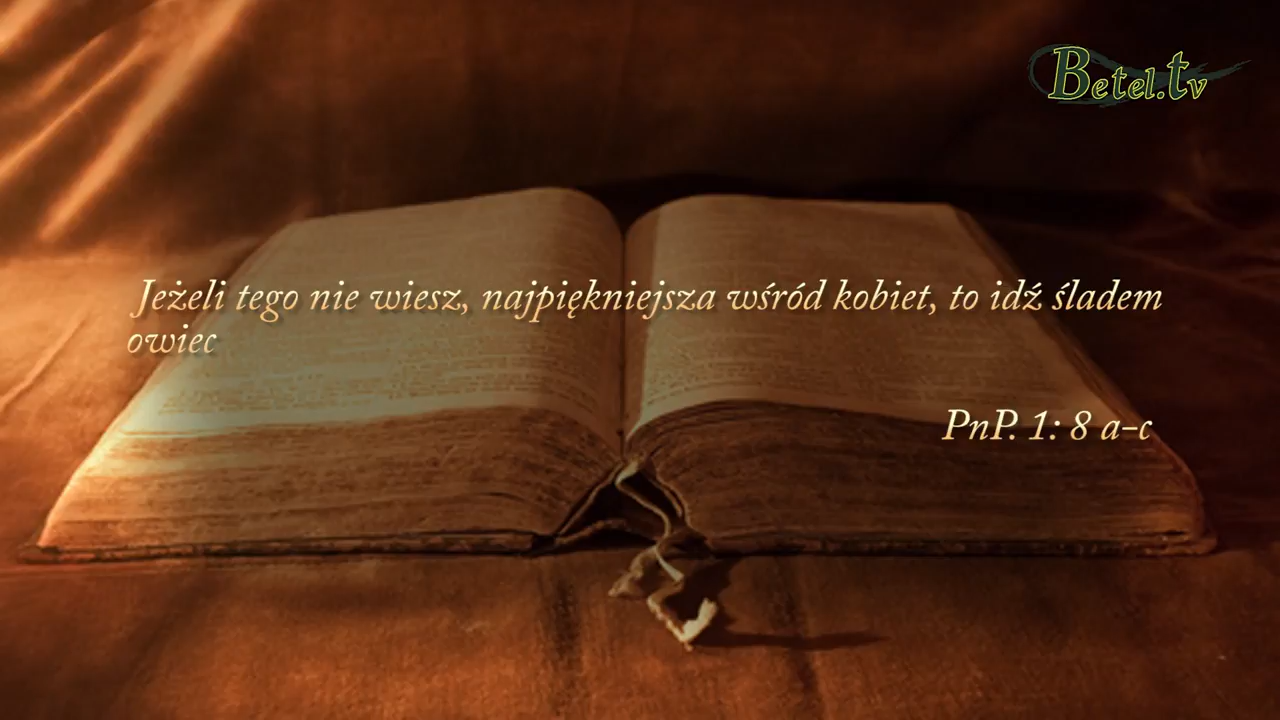 Betel.tv
Jeżeli tego nie wiesz, najpiękniejsza wśród kobiet, to idź śladem
owiec
PnP. 1: 8 a-c